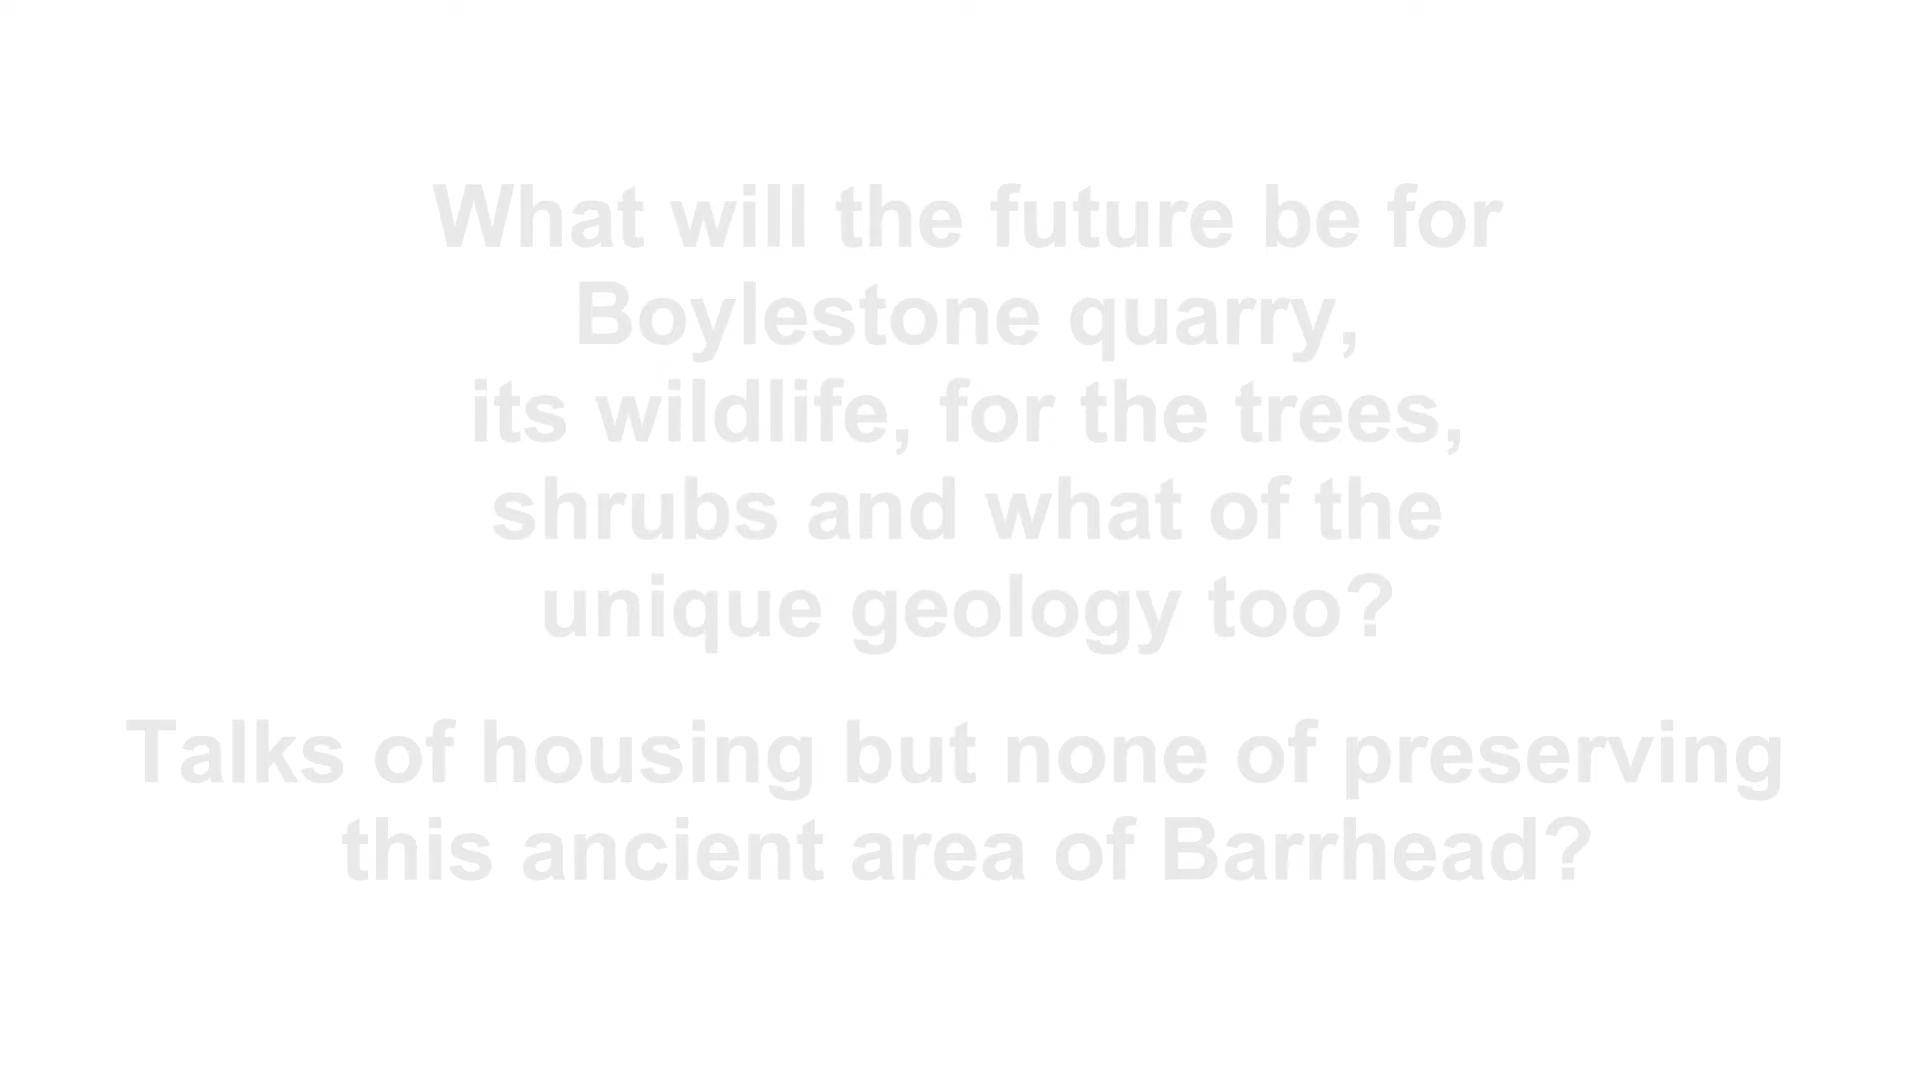 What will the future be for
Boylestone quarry,
its wildlife, for the trees,
shrubs and what of the
unique geology too?
Talks of housing but none of preserving
this ancient area of Barrhead?